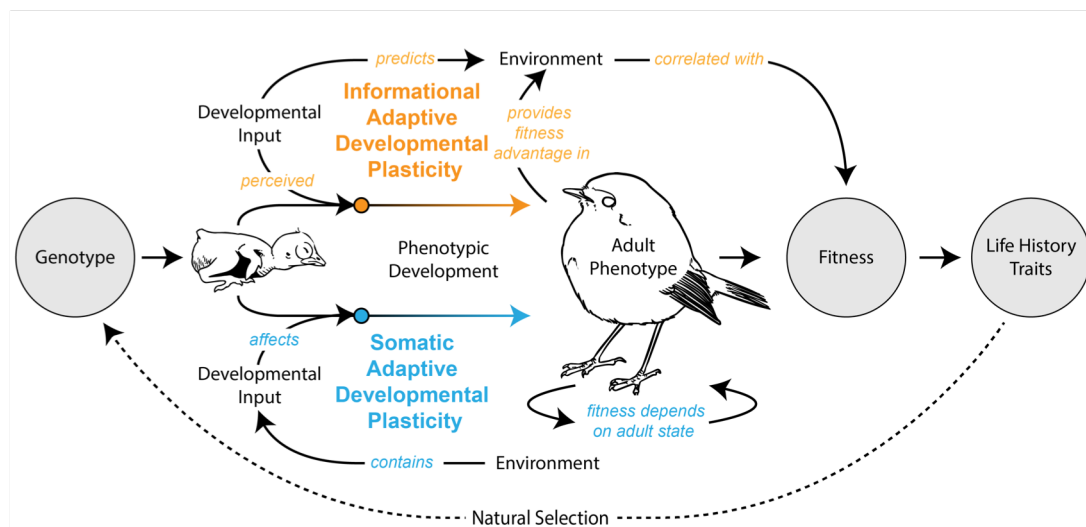 predicts
Environment
correlated with
Developmental
Input
Informational
Adaptive
Developmental
Plasticity
provides
fitness
advantage in
perceived
Genotype
Phenotypic
Development
Adult
Phenotype
Fitness
Life History
Traits
affects
Developmental
Input
Somatic
Adaptive
Developmental
Plasticity
fitness depends
on adult state
contains
Environment
Natural Selection